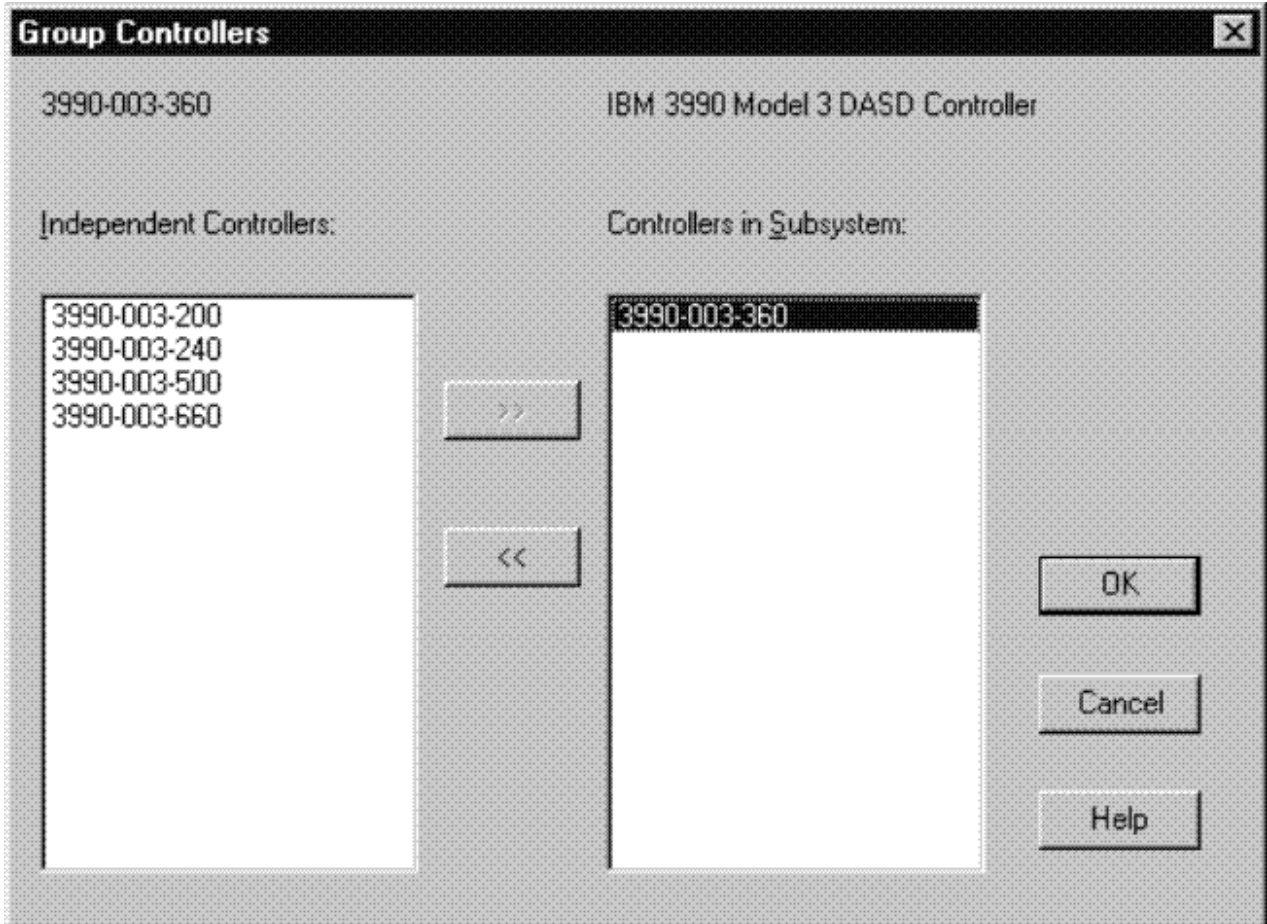 Group Controllers
3990-003-360
IBM 3990 Model 3 DASD Controller
Independent Controllers:
Controllers in Subsystem:
3990-003-200
3990-003-240
3990-003-500
3990-003-660
3990-003-360
>>
<<
OK
Cancel
Help